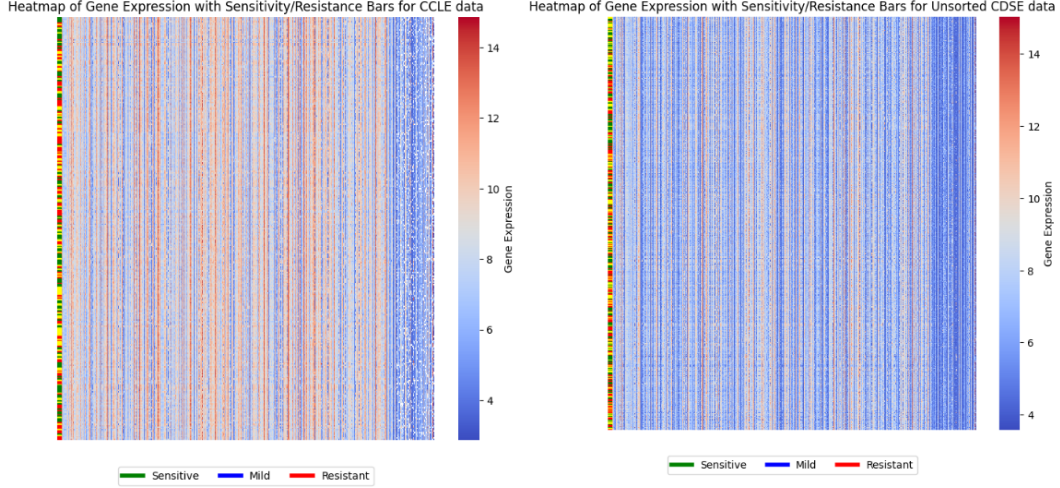 Heatmap of Gene Expression with Sensitivity/Resistance Bars for CCLE data
14
12
10
8
6
4
Gene Expression
Sensitive Mild Resistant
Heatmap of Gene Expression with Sensitivity/Resistance Bars for Unsorted CDSE data
14
12
10
8
6
4
Gene Expression
Sensitive Mild Resistant